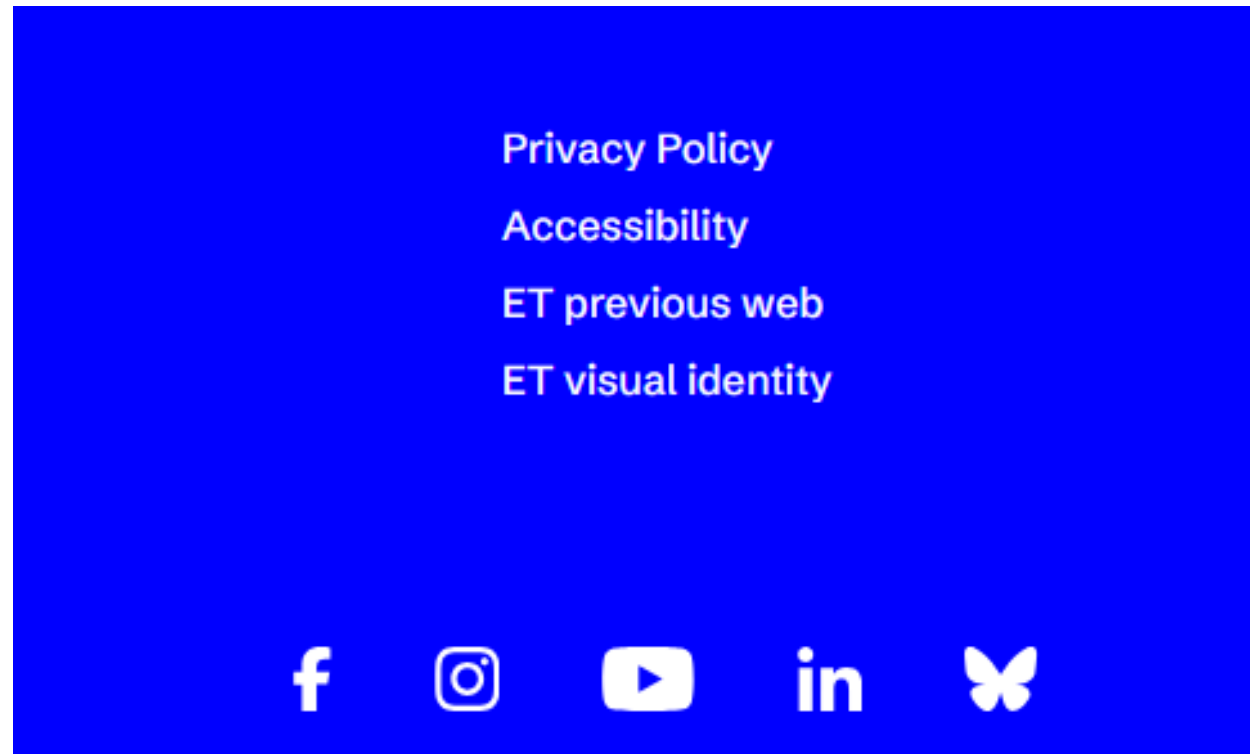 Privacy Policy
Accessibility
ET previous web
ET visual identity